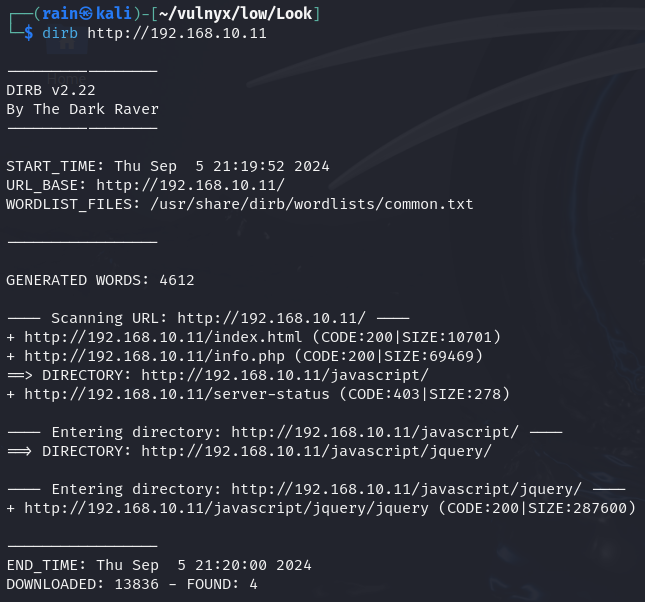 ┌──(rain㉿kali)-[~/vulnyx/low/Look]
└─$ dirb http://192.168.10.11
-----------------
DIRB v2.22
By The Dark Raver
-----------------
START_TIME: Thu Sep  5 21:19:52 2024
URL_BASE: http://192.168.10.11/
WORDLIST_FILES: /usr/share/dirb/wordlists/common.txt
-----------------
GENERATED WORDS: 4612
---- Scanning URL: http://192.168.10.11/ ----
+ http://192.168.10.11/index.html (CODE:200|SIZE:10701)
+ http://192.168.10.11/info.php (CODE:200|SIZE:69469)
==> DIRECTORY: http://192.168.10.11/javascript/
+ http://192.168.10.11/server-status (CODE:403|SIZE:278)
---- Entering directory: http://192.168.10.11/javascript/ ----
==> DIRECTORY: http://192.168.10.11/javascript/jquery/
---- Entering directory: http://192.168.10.11/javascript/jquery/ ----
+ http://192.168.10.11/javascript/jquery/jquery (CODE:200|SIZE:287600)
-----------------
END_TIME: Thu Sep  5 21:20:00 2024
DOWNLOADED: 13836 - FOUND: 4